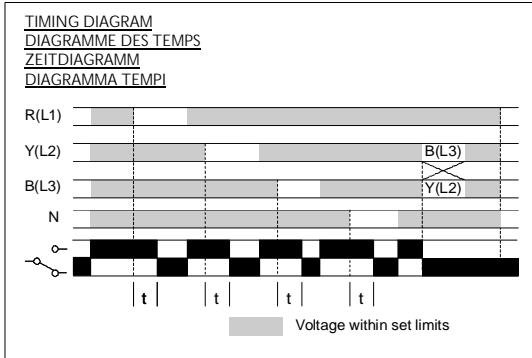 TIMING DIAGRAM
DIAGRAMME DES TEMPS
ZEITDIAGRAMM
DIAGRAMMA TEMPI
R(L1)
Y(L2) B(L3)
B(L3) Y(L2)
N
t t t t
Voltage within set limits